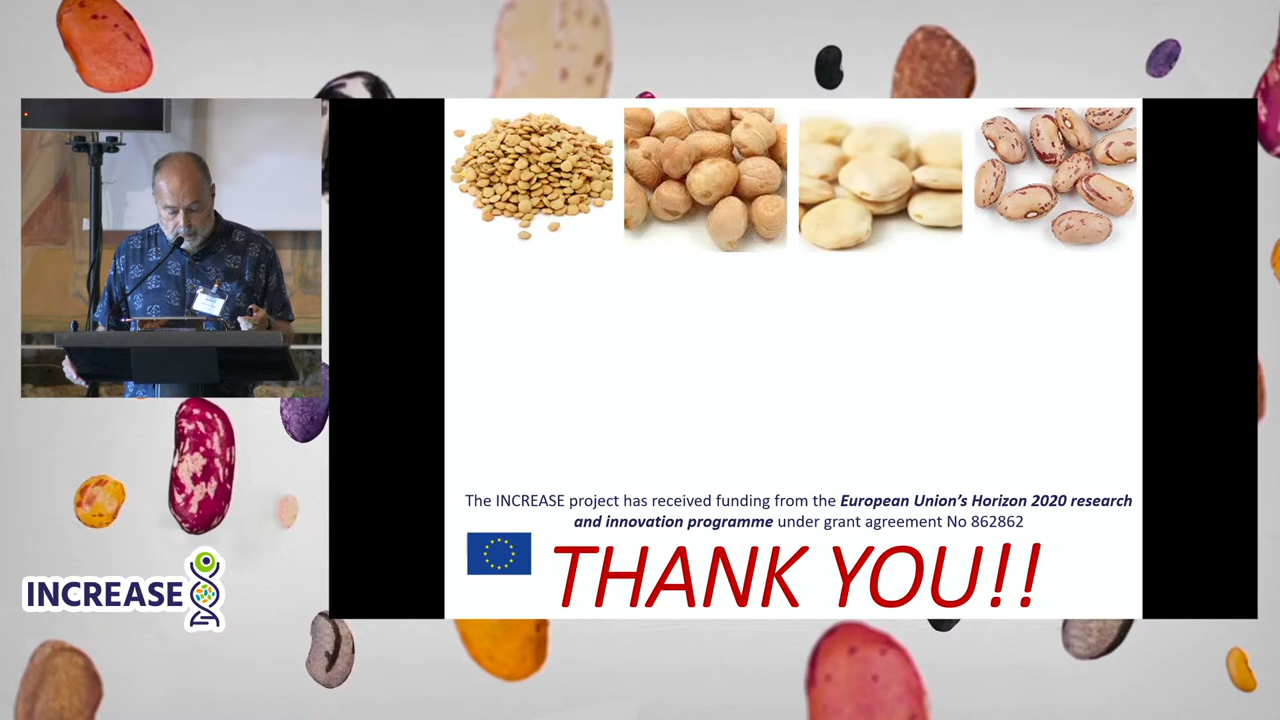 The INCREASE project has received funding from the European Union's Horizon 2020 research
and innovation programme under grant agreement No 862862
THANK YOU!!
INCREASE